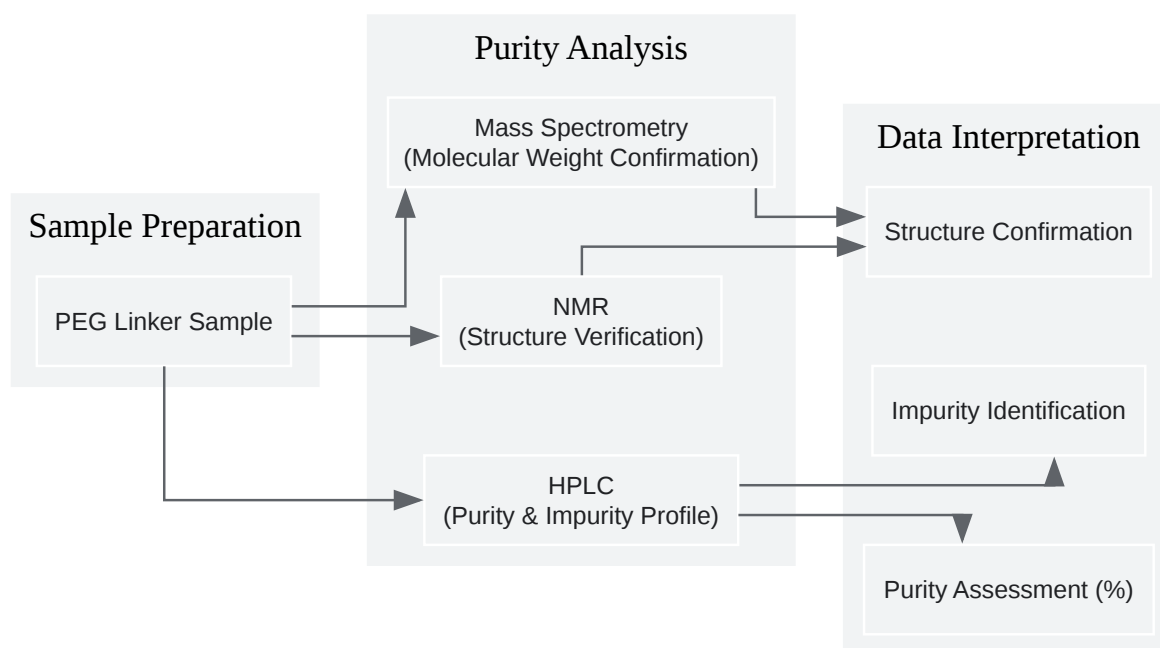 Sample Preparation
PEG Linker Sample
Purity Analysis
Mass Spectrometry
(Molecular Weight Confirmation)
NMR
(Structure Verification)
HPLC
(Purity & Impurity Profile)
Data Interpretation
Structure Confirmation
Impurity Identification
Purity Assessment (%)